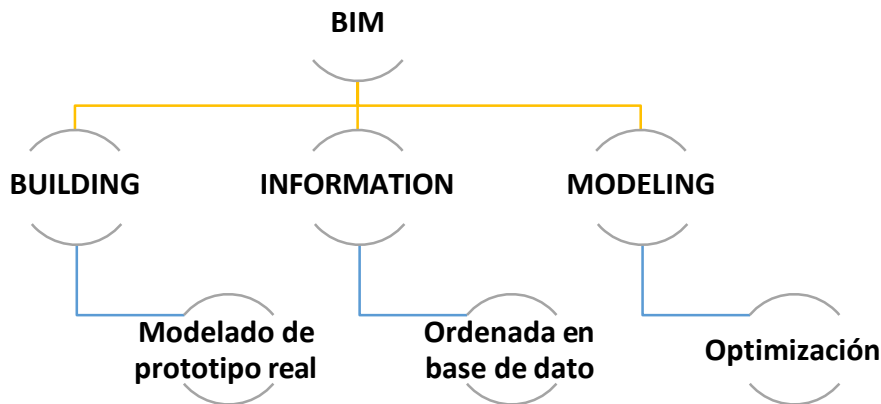 BIM
BUILDING
INFORMATION
MODELING
Modelado de
prototipo real
Ordenada en
base de dato
Optimización